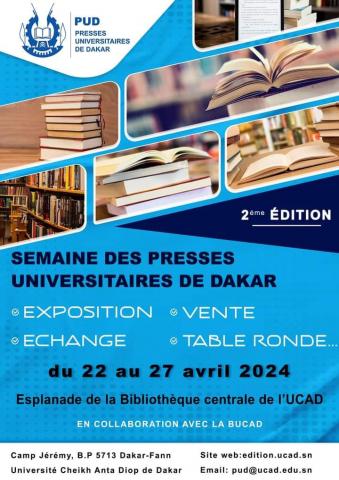 PUD
PRESSES
UNIVERSITAIRES
DE DAKAR
2ème ÉDITION
SEMAINE DES PRESSES
UNIVERSITAIRES DE DAKAR
EXPOSITION
VENTE
ECHANGE
TABLE RONDE...
du 22 au 27 avril 2024
Esplanade de la Bibliothèque centrale de l'UCAD
EN COLLABORATION AVEC LA BUCAD
Camp Jérémy, B.P 5713 Dakar-Fann
Site web:edition.ucad.sn
Université Cheikh Anta Diop de Dakar
Email: pud@ucad.edu.sn